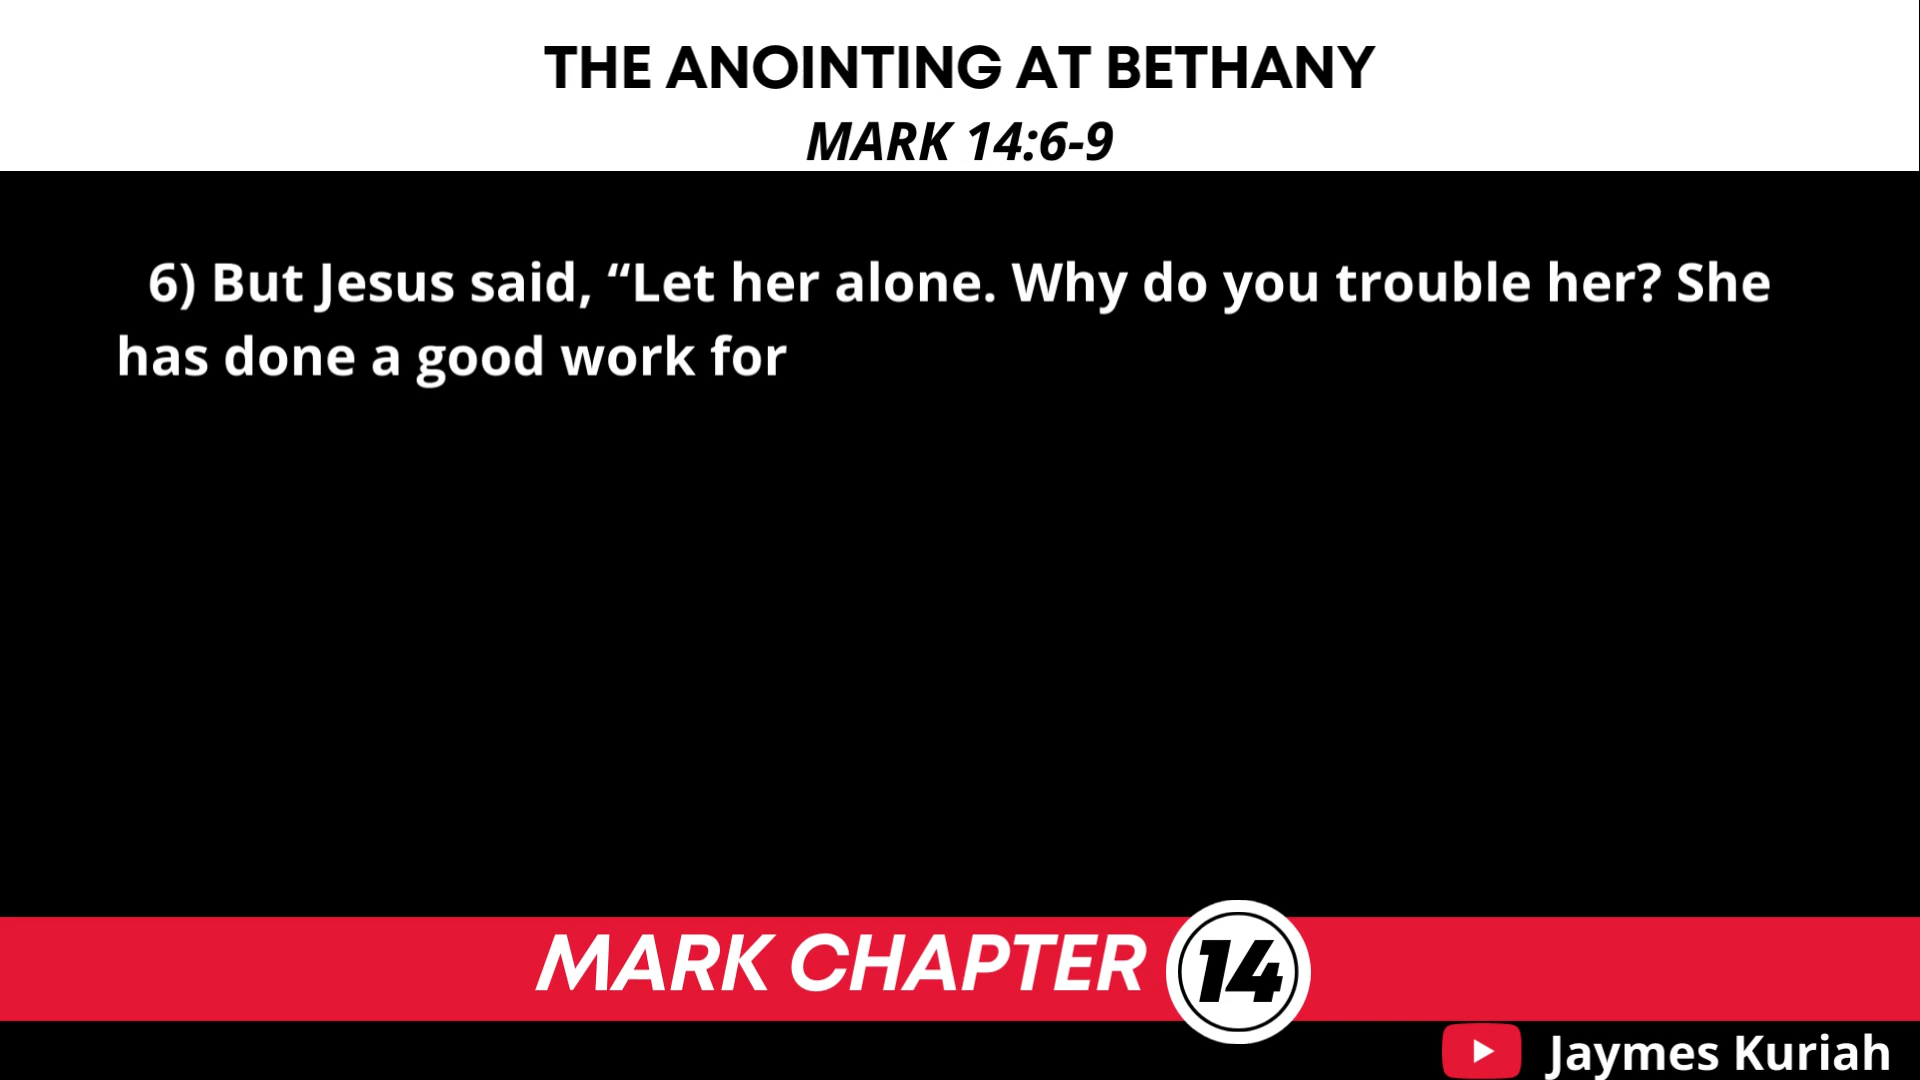 THE ANOINTING AT BETHANY
MARK 14:6-9
6) But Jesus said, “Let her alone. Why do you trouble her? She
has done a good work for
MARK CHAPTER 14
Jaymes Kuriah